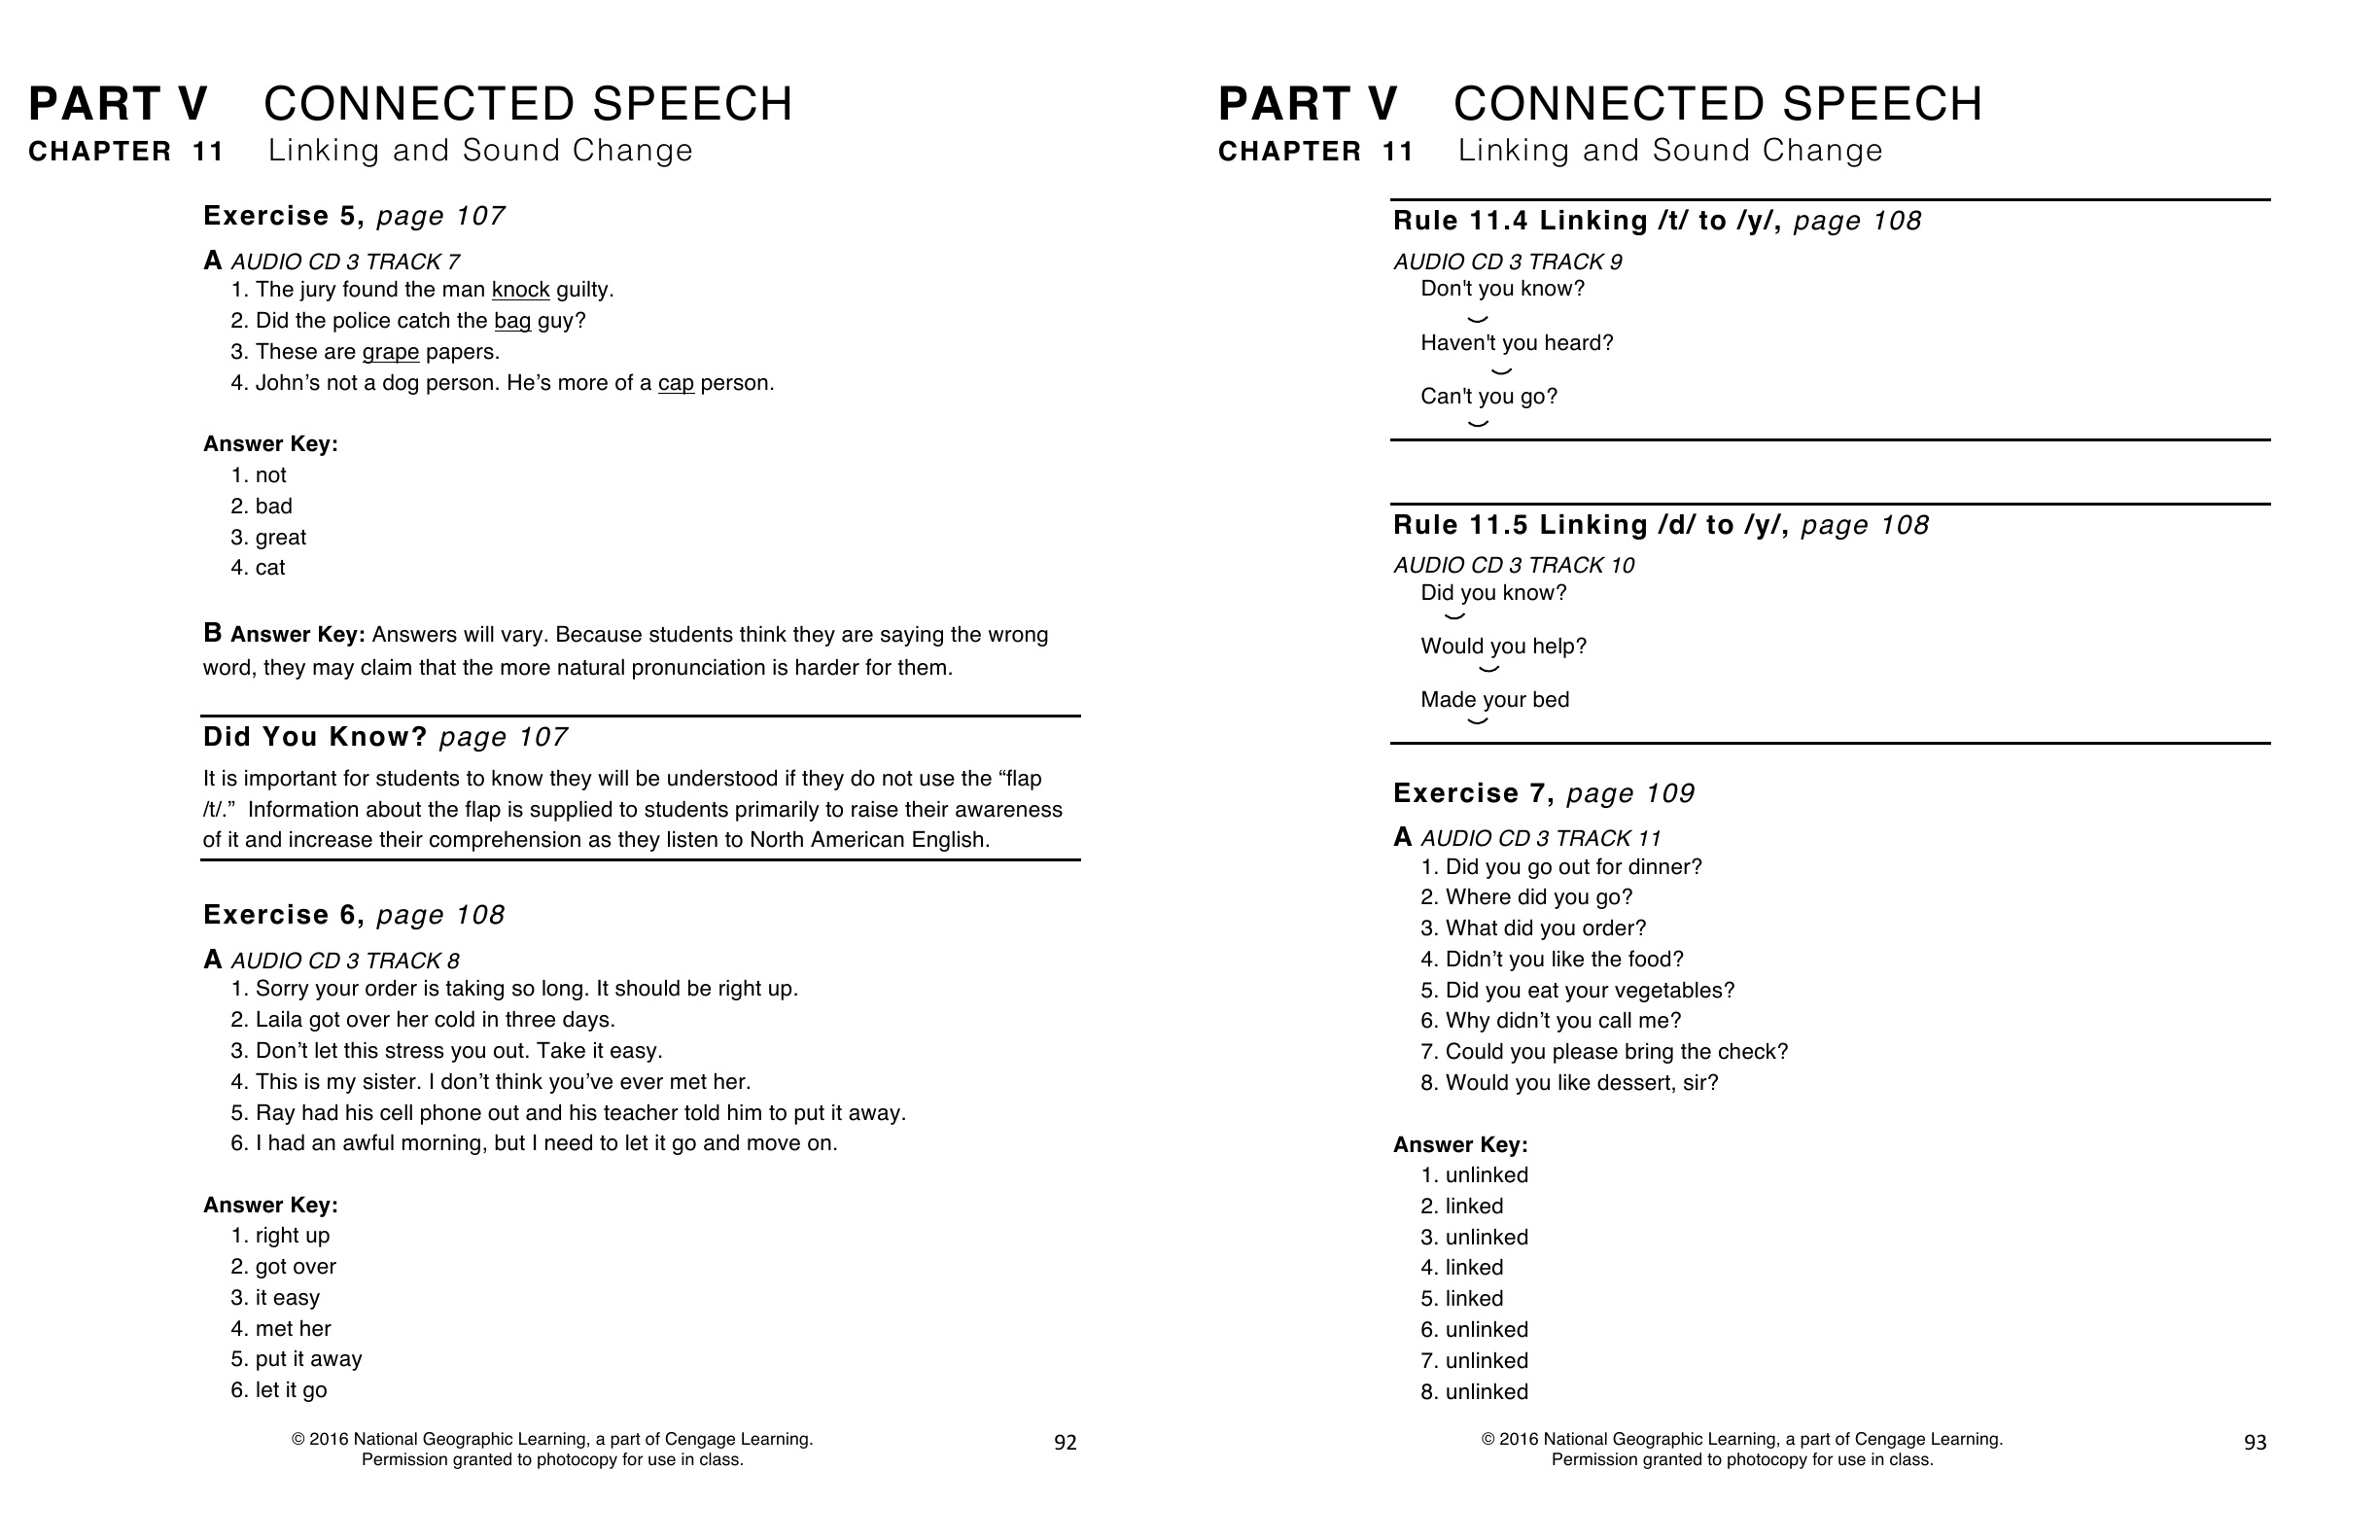 PART V CONNECTED SPEECH
CHAPTER 11 Linking and Sound Change
Exercise 5, page 107
A AUDIO CD 3 TRACK 7
1. The jury found the man knock guilty.
2. Did the police catch the bag guy?
3. These are grape papers.
4. John’s not a dog person. He’s more of a cap person.
Answer Key:
1. not
2. bad
3. great
4. cat
B Answer Key: Answers will vary. Because students think they are saying the wrong
word, they may claim that the more natural pronunciation is harder for them.
Did You Know? page 107
It is important for students to know they will be understood if they do not use the “flap
/t/.” Information about the flap is supplied to students primarily to raise their awareness
of it and increase their comprehension as they listen to North American English.
Exercise 6, page 108
A AUDIO CD 3 TRACK 8
1. Sorry your order is taking so long. It should be right up.
2. Laila got over her cold in three days.
3. Don’t let this stress you out. Take it easy.
4. This is my sister. I don’t think you’ve ever met her.
5. Ray had his cell phone out and his teacher told him to put it away.
6. I had an awful morning, but I need to let it go and move on.
Answer Key:
1. right up
2. got over
3. it easy
4. met her
5. put it away
6. let it go
© 2016 National Geographic Learning, a part of Cengage Learning.
Permission granted to photocopy for use in class.
92
PART V CONNECTED SPEECH
CHAPTER 11 Linking and Sound Change
Rule 11.4 Linking /t/ to /y/, page 108
AUDIO CD 3 TRACK 9
Don't you know?
Haven't you heard?
Can't you go?
Rule 11.5 Linking /d/ to /y/, page 108
AUDIO CD 3 TRACK 10
Did you know?
Would you help?
Made your bed
Exercise 7, page 109
A AUDIO CD 3 TRACK 11
1. Did you go out for dinner?
2. Where did you go?
3. What did you order?
4. Didn’t you like the food?
5. Did you eat your vegetables?
6. Why didn’t you call me?
7. Could you please bring the check?
8. Would you like dessert, sir?
Answer Key:
1. unlinked
2. linked
3. unlinked
4. linked
5. linked
6. unlinked
7. unlinked
8. unlinked
© 2016 National Geographic Learning, a part of Cengage Learning.
Permission granted to photocopy for use in class.
93